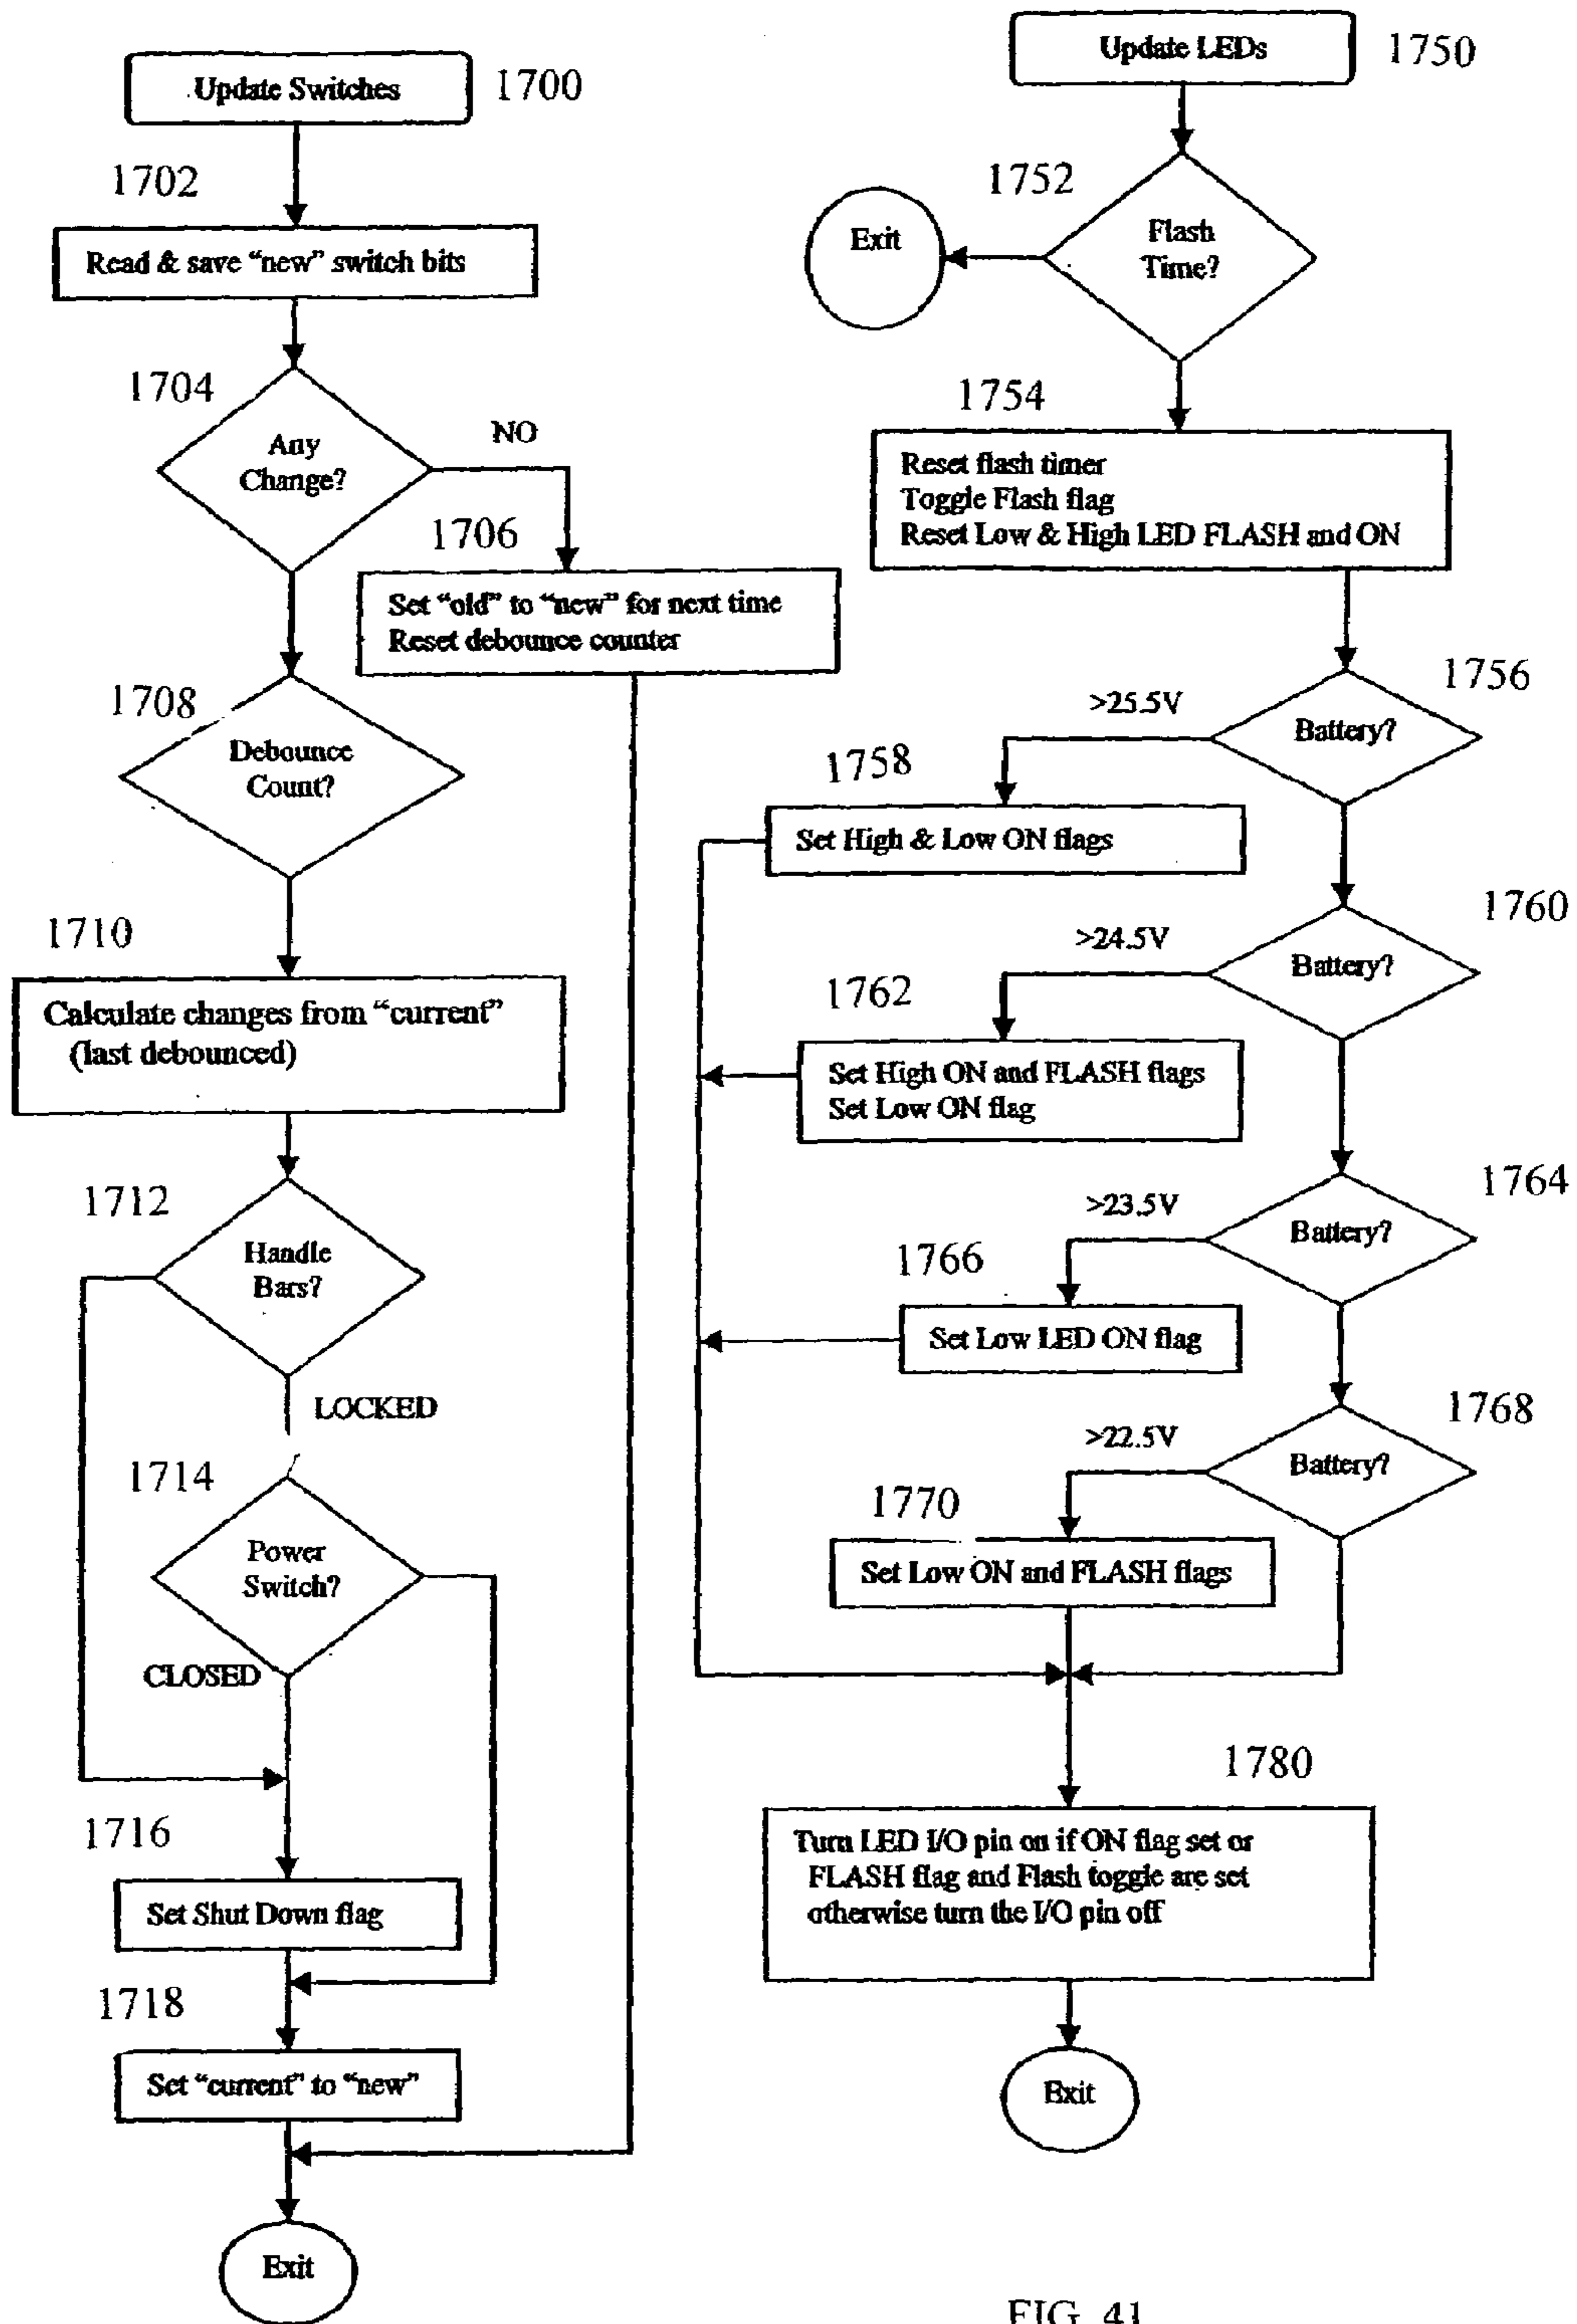 Update Switches
1700
1702
Read & save “new” switch bits
1704
Any
Change?
NO
1706
Set “old” to “new” for next time
Reset debounce counter
1708
Debounce
Count?
1710
Calculate changes from “current”
(last debounced)
1712
Handle
Bars?
LOCKED
1714
Power
Switch?
CLOSED
1716
Set Shut Down flag
1718
Set “current” to “new”
Exit
Update LEDs
1750
1752
Flash
Time?
Exit
1754
Reset flash timer
Toggle Flash flag
Reset Low & High LED FLASH and ON
1756
>25.5V
Battery?
1758
Set High & Low ON flags
1760
>24.5V
Battery?
1762
Set High ON and FLASH flags
Set Low ON flag
1764
>23.5V
Battery?
1766
Set Low LED ON flag
1768
>22.5V
Battery?
1770
Set Low ON and FLASH flags
1780
Turn LED I/O pin on if ON flag set or
FLASH flag and Flash toggle are set
otherwise turn the I/O pin off
Exit
FIG. 41